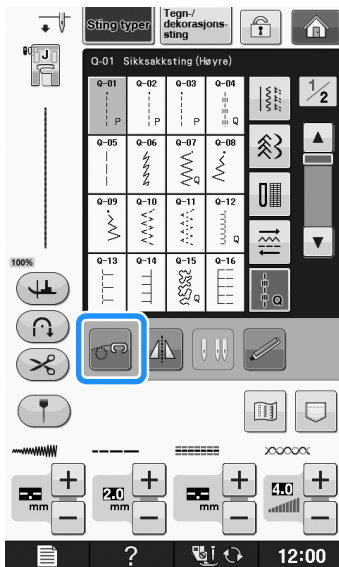 Sting typer
Tegn-/
dekorasjons-
sting
J
Q-01 Sikksakksting (Høyre)
1/2
Q-01 Q-02 Q-03 Q-04
P P P Q
Q-05 Q-06 Q-07 Q-08
Q
Q-09 Q-10 Q-11 Q-12
Q
Q-13 Q-14 Q-15 Q-16
Q
Q
100%
-.- 2.0 -.- 4.0
mm mm mm
? 12:00